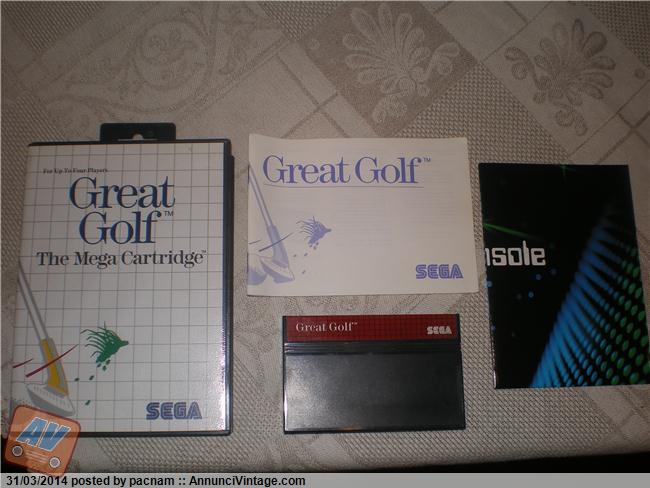 For Up To Four Players
Great
Golf™
The Mega Cartridge™
SEGA
Great Golf™
SEGA
Great Golf™
SEGA
nsole
AV
31/03/2014 posted by pacnam :: AnnunciVintage.com